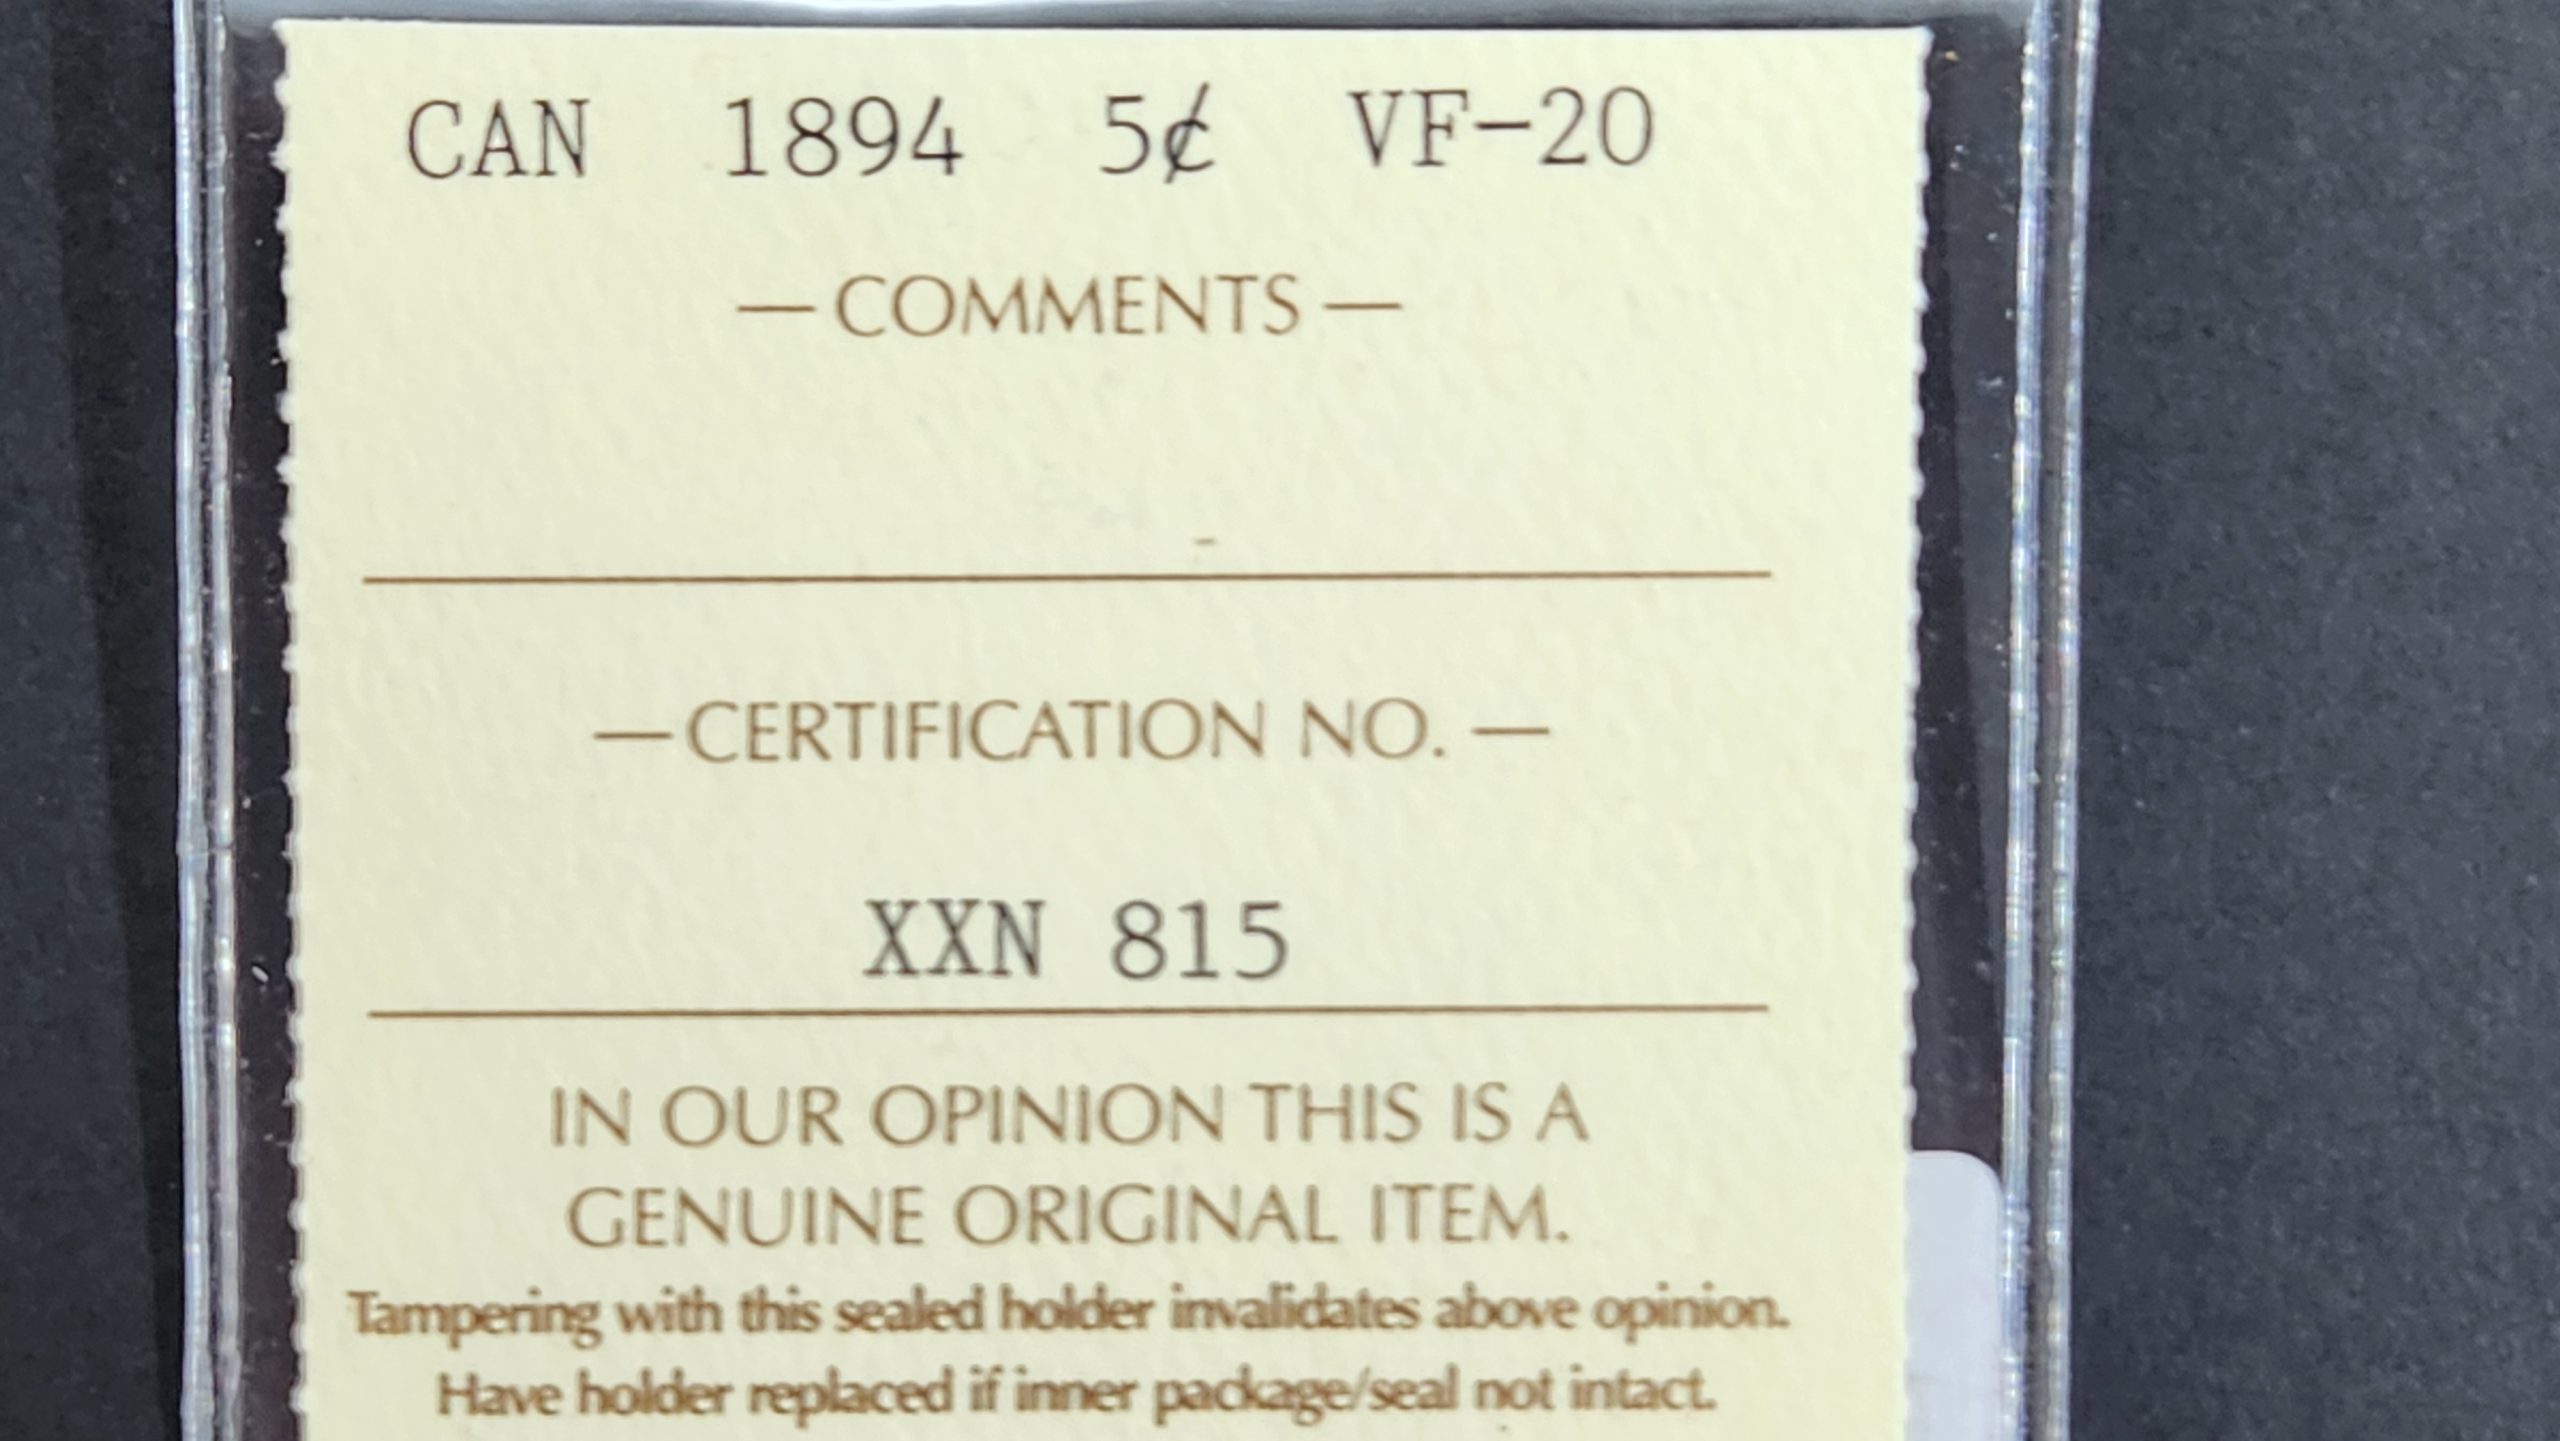 CAN 1894 5¢ VF-20
— COMMENTS —
— CERTIFICATION NO. —
XXN 815
IN OUR OPINION THIS IS A
GENUINE ORIGINAL ITEM.
Tampering with this sealed holder invalidates above opinion.
Have holder replaced if inner package/seal not intact.